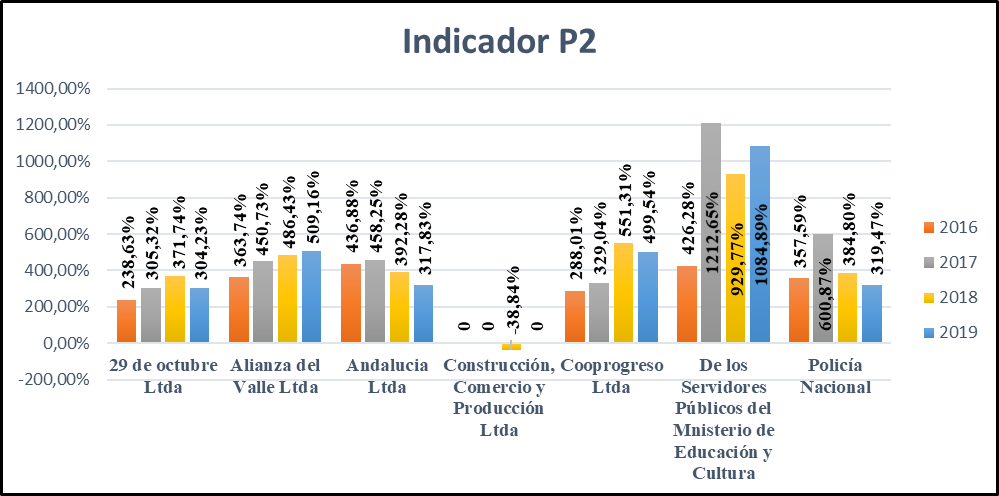 Indicador P2
1400,00%
1200,00%
1000,00%
800,00%
600,00%
400,00%
200,00%
0,00%
-200,00%
238,63%
305,32%
371,74%
304,23%
363,74%
450,73%
486,43%
509,16%
436,88%
458,25%
392,28%
317,83%
0
0
-38,84%
0
288,01%
329,04%
551,31%
499,54%
426,28%
1212,65%
929,77%
1084,89%
357,59%
600,87%
384,80%
319,47%
29 de octubre
Ltda
Alianza del
Valle Ltda
Andalucia
Ltda
Construcción,
Comercio y
Producción
Ltda
Cooprogreso
Ltda
De los
Servidores
Públicos del
Mnisterio de
Educación y
Cultura
Policía
Nacional
2016
2017
2018
2019